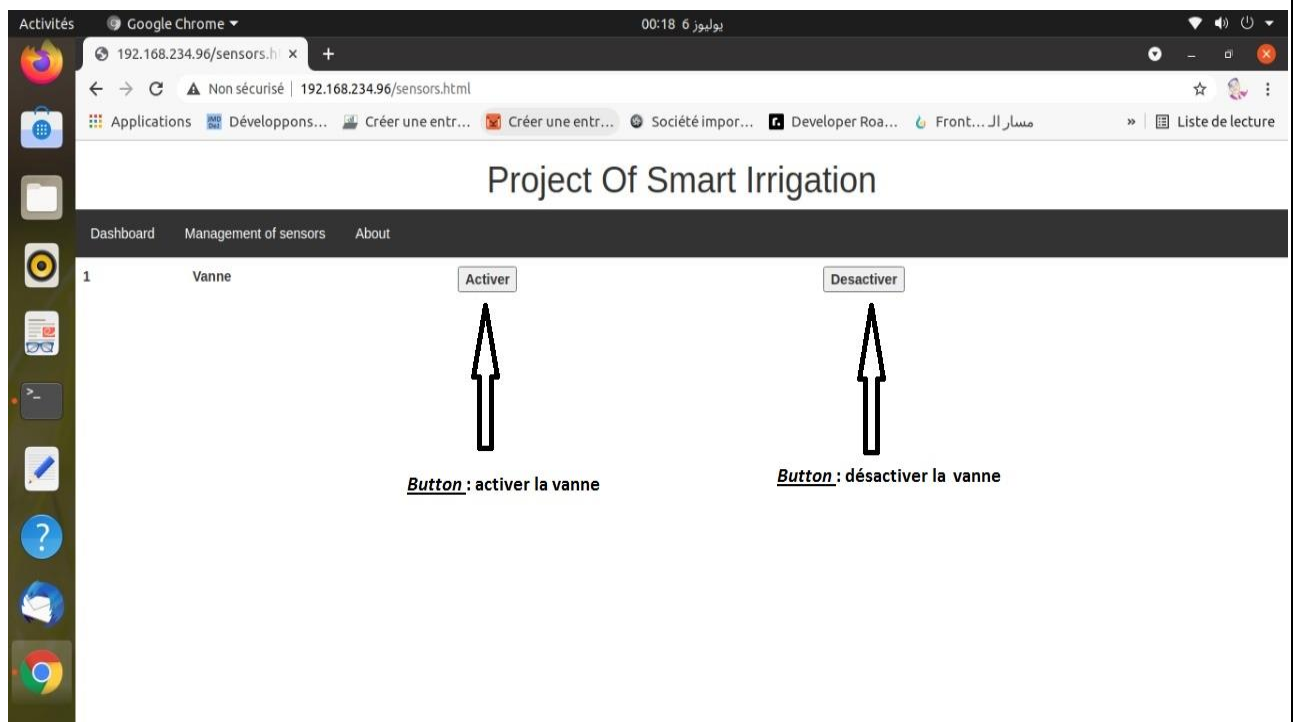 Activités Google Chrome 00:18 6 يوليوز
192.168.234.96/sensors.h
Non sécurisé | 192.168.234.96/sensors.html
Applications Développons... Créer une entr... Créer une entr... Société impor... Developer Roa... Front...مسار الـ » Liste de lecture
Project Of Smart Irrigation
Dashboard Management of sensors About
1 Vanne Activer Desactiver
Button : activer la vanne
Button : désactiver la vanne